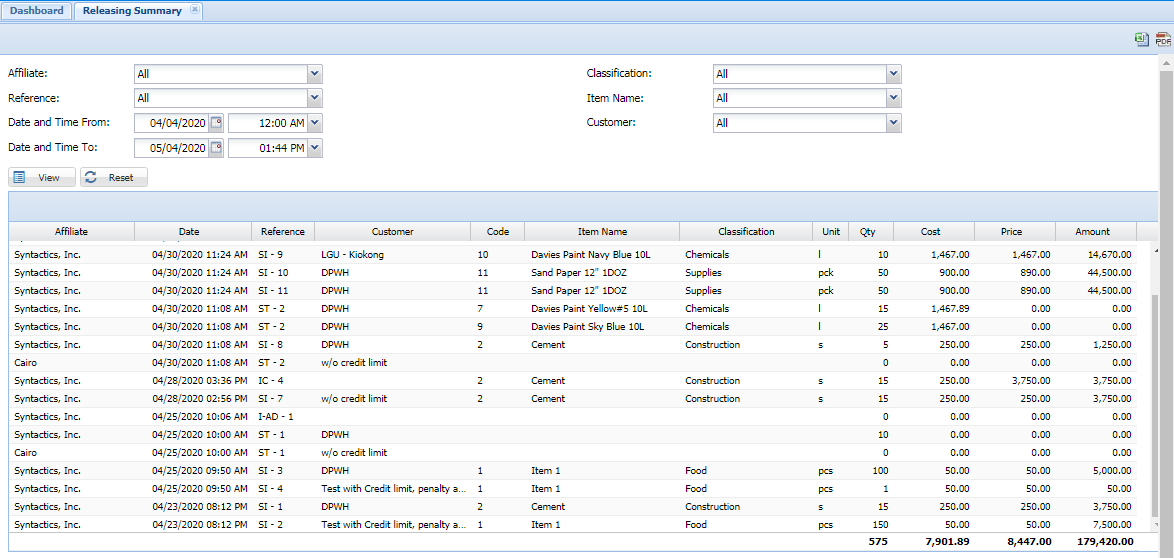 Dashboard Releasing Summary
PDF
Affiliate: All Classification: All
Reference: All Item Name: All
Date and Time From: 04/04/2020 12:00 AM Customer: All
Date and Time To: 05/04/2020 01:44 PM
View Reset
Affiliate Date Reference Customer Code Item Name Classification Unit Qty Cost Price Amount
Syntactics, Inc. 04/30/2020 11:24 AM SI - 9 LGU - Kiokong 10 Davies Paint Navy Blue 10L Chemicals l 10 1,467.00 1,467.00 14,670.00
Syntactics, Inc. 04/30/2020 11:24 AM SI - 10 DPWH 11 Sand Paper 12" 1DOZ Supplies pck 50 900.00 890.00 44,500.00
Syntactics, Inc. 04/30/2020 11:24 AM SI - 11 DPWH 11 Sand Paper 12" 1DOZ Supplies pck 50 900.00 890.00 44,500.00
Syntactics, Inc. 04/30/2020 11:08 AM ST - 2 DPWH 7 Davies Paint Yellow#5 10L Chemicals l 15 1,467.89 0.00 0.00
Syntactics, Inc. 04/30/2020 11:08 AM ST - 2 DPWH 9 Davies Paint Sky Blue 10L Chemicals l 25 1,467.00 0.00 0.00
Syntactics, Inc. 04/30/2020 11:08 AM SI - 8 DPWH 2 Cement Construction s 5 250.00 250.00 1,250.00
Cairo 04/30/2020 11:08 AM ST - 2 w/o credit limit 0 0.00 0.00 0.00
Syntactics, Inc. 04/28/2020 03:36 PM IC - 4 2 Cement Construction s 15 250.00 3,750.00 3,750.00
Syntactics, Inc. 04/28/2020 02:56 PM SI - 7 w/o credit limit 2 Cement Construction s 15 250.00 250.00 3,750.00
Syntactics, Inc. 04/25/2020 10:06 AM I-AD - 1 0 0.00 0.00 0.00
Syntactics, Inc. 04/25/2020 10:00 AM ST - 1 DPWH 10 0.00 0.00 0.00
Cairo 04/25/2020 10:00 AM ST - 1 w/o credit limit 0 0.00 0.00 0.00
Syntactics, Inc. 04/25/2020 09:50 AM SI - 3 DPWH 1 Item 1 Food pcs 100 50.00 50.00 5,000.00
Syntactics, Inc. 04/25/2020 09:50 AM SI - 4 Test with Credit limit, penalty a... 1 Item 1 Food pcs 1 50.00 50.00 50.00
Syntactics, Inc. 04/23/2020 08:12 PM SI - 1 DPWH 2 Cement Construction s 15 250.00 250.00 3,750.00
Syntactics, Inc. 04/23/2020 08:12 PM SI - 2 Test with Credit limit, penalty a... 1 Item 1 Food pcs 150 50.00 50.00 7,500.00
575 7,901.89 8,447.00 179,420.00